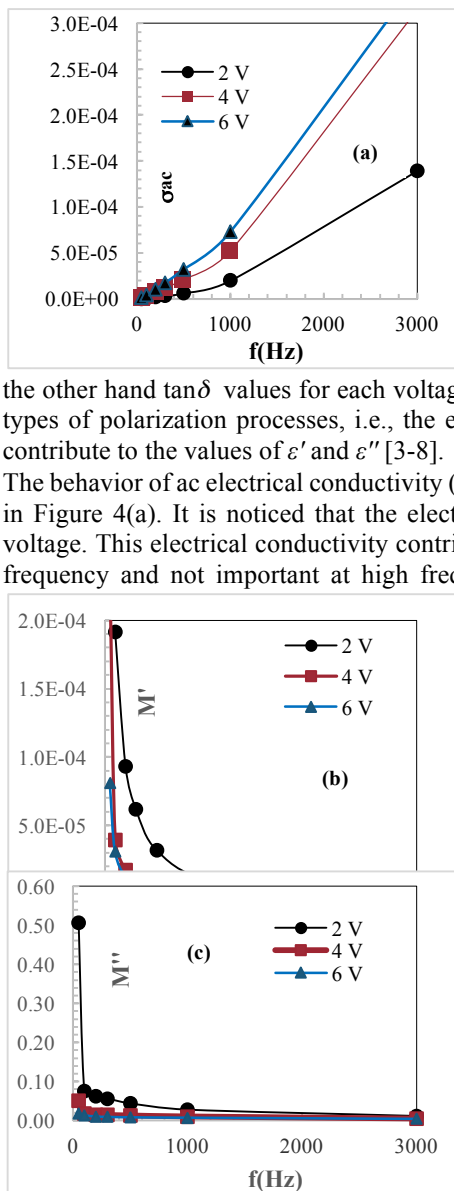 3.0E-04
2.5E-04
2.0E-04
1.5E-04
1.0E-04
5.0E-05
0.0E+00
σac
2 V
4 V
6 V
(a)
0 1000 2000 3000
f(Hz)
the other hand tanδ values for each voltag
types of polarization processes, i.e., the e
contribute to the values of ε′ and ε″ [3-8].
The behavior of ac electrical conductivity (
in Figure 4(a). It is noticed that the elect
voltage. This electrical conductivity contri
frequency and not important at high freq
2.0E-04
1.5E-04
1.0E-04
5.0E-05
M'
2 V
4 V
6 V
(b)
0.60
0.50
0.40
0.30
0.20
0.10
0.00
M''
(c)
2 V
4 V
6 V
0 1000 2000 3000
f(Hz)